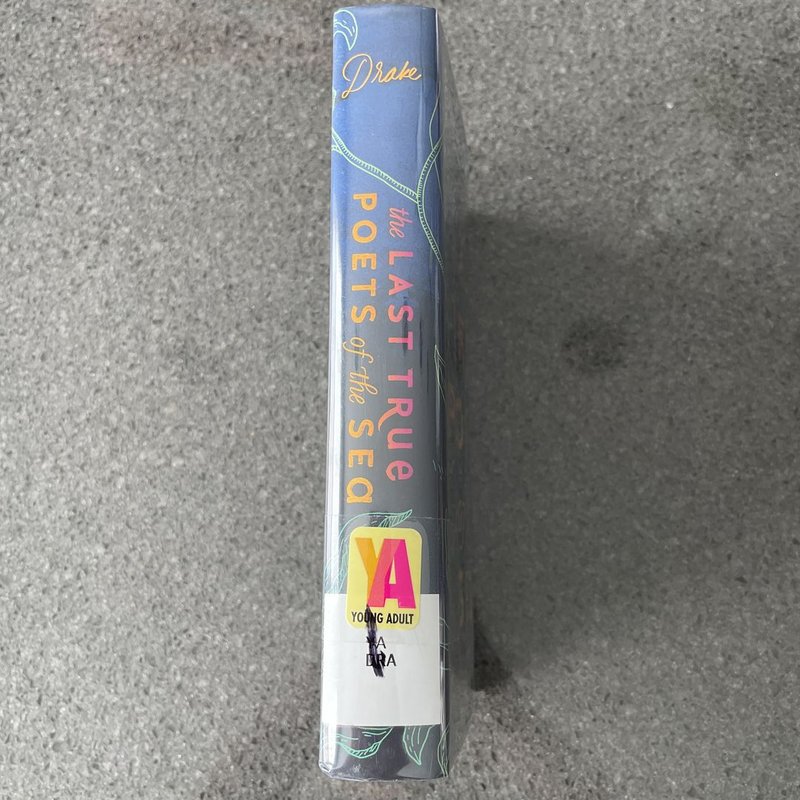 Drake
the LAST TRUe
POETS of the SEa
YA
YOUNG ADULT
YA
DRA